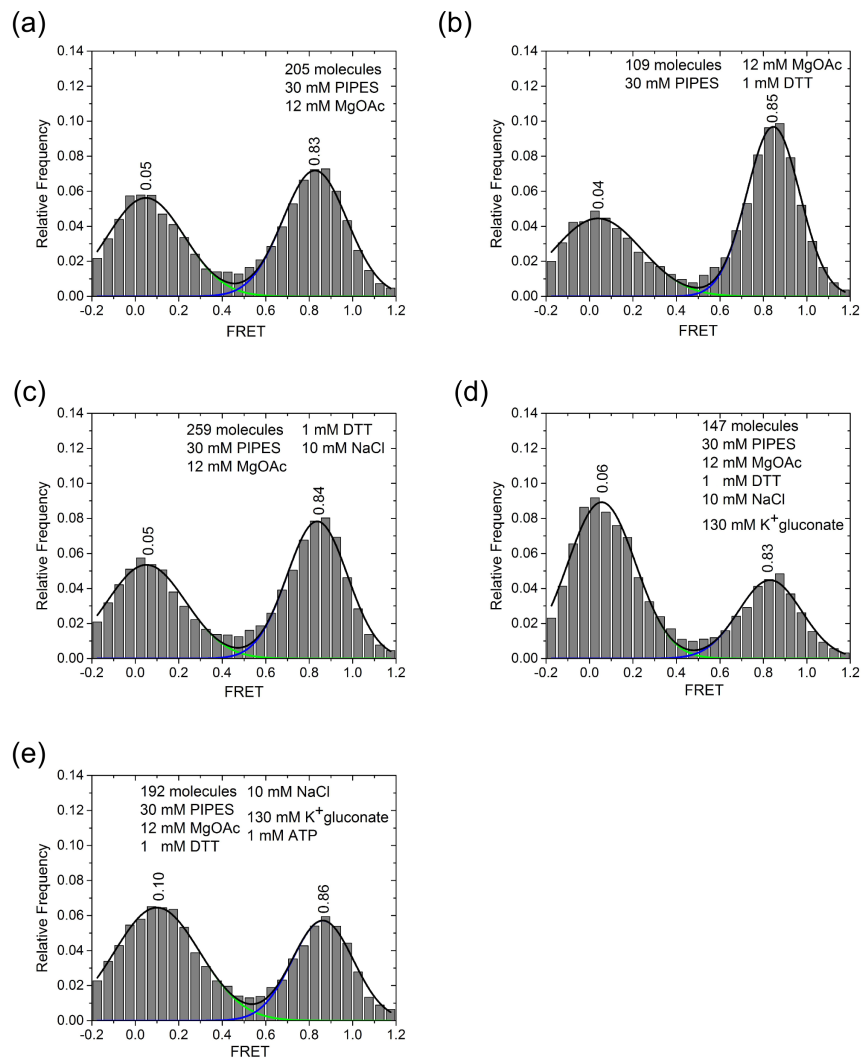 (a)
0.14
0.12
0.10
0.08
0.06
0.04
0.02
0.00
Relative Frequency
205 molecules
30 mM PIPES
12 mM MgOAc
0.05
0.83
-0.2 0.0 0.2 0.4 0.6 0.8 1.0 1.2
FRET
(b)
0.14
0.12
0.10
0.08
0.06
0.04
0.02
0.00
Relative Frequency
109 molecules 12 mM MgOAc
30 mM PIPES 1 mM DTT
0.04
0.85
-0.2 0.0 0.2 0.4 0.6 0.8 1.0 1.2
FRET
(c)
0.14
0.12
0.10
0.08
0.06
0.04
0.02
0.00
Relative Frequency
259 molecules 1 mM DTT
30 mM PIPES 10 mM NaCl
12 mM MgOAc
0.05
0.84
-0.2 0.0 0.2 0.4 0.6 0.8 1.0 1.2
FRET
(d)
0.14
0.12
0.10
0.08
0.06
0.04
0.02
0.00
Relative Frequency
147 molecules
30 mM PIPES
12 mM MgOAc
1 mM DTT
10 mM NaCl
130 mM K⁺gluconate
0.06
0.83
-0.2 0.0 0.2 0.4 0.6 0.8 1.0 1.2
FRET
(e)
0.14
0.12
0.10
0.08
0.06
0.04
0.02
0.00
Relative Frequency
192 molecules 10 mM NaCl
30 mM PIPES 130 mM K⁺gluconate
12 mM MgOAc 1 mM ATP
1 mM DTT
0.10
0.86
-0.2 0.0 0.2 0.4 0.6 0.8 1.0 1.2
FRET